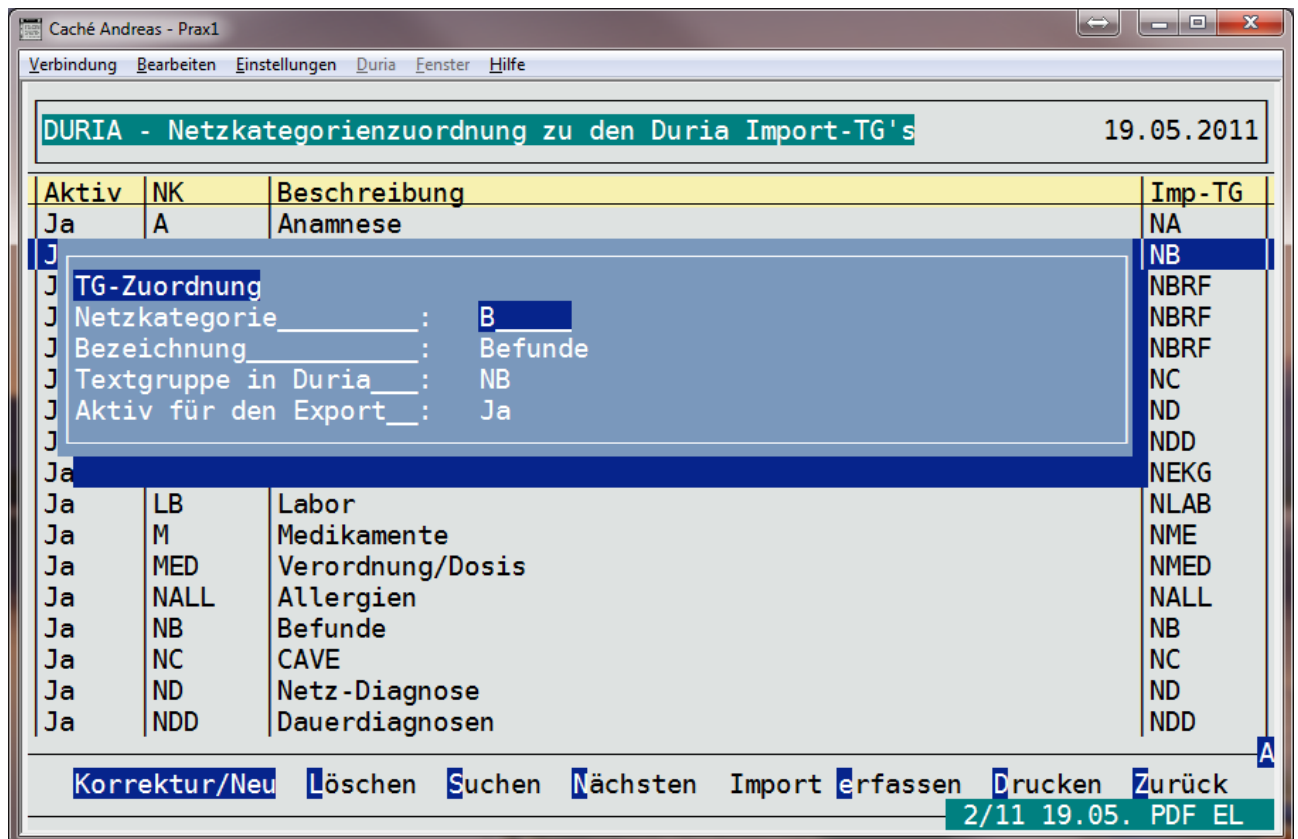 Caché Andreas - Prax1
Verbindung Bearbeiten Einstellungen Duria Fenster Hilfe
DURIA - Netzkategorienzuordnung zu den Duria Import-TG's 19.05.2011
Aktiv NK Beschreibung Imp-TG
Ja A Anamnese NA
J NB
J TG-Zuordnung NBRF
J Netzkategorie_________: B______ NBRF
J Bezeichnung___________: Befunde NBRF
J Textgruppe in Duria___: NB NC
J Aktiv für den Export__: Ja ND
J NDD
Ja NEKG
Ja LB Labor NLAB
Ja M Medikamente NME
Ja MED Verordnung/Dosis NMED
Ja NALL Allergien NALL
Ja NB Befunde NB
Ja NC CAVE NC
Ja ND Netz-Diagnose ND
Ja NDD Dauerdiagnosen NDD
A
Korrektur/Neu Löschen Suchen Nächsten Import erfassen Drucken Zurück
2/11 19.05. PDF EL